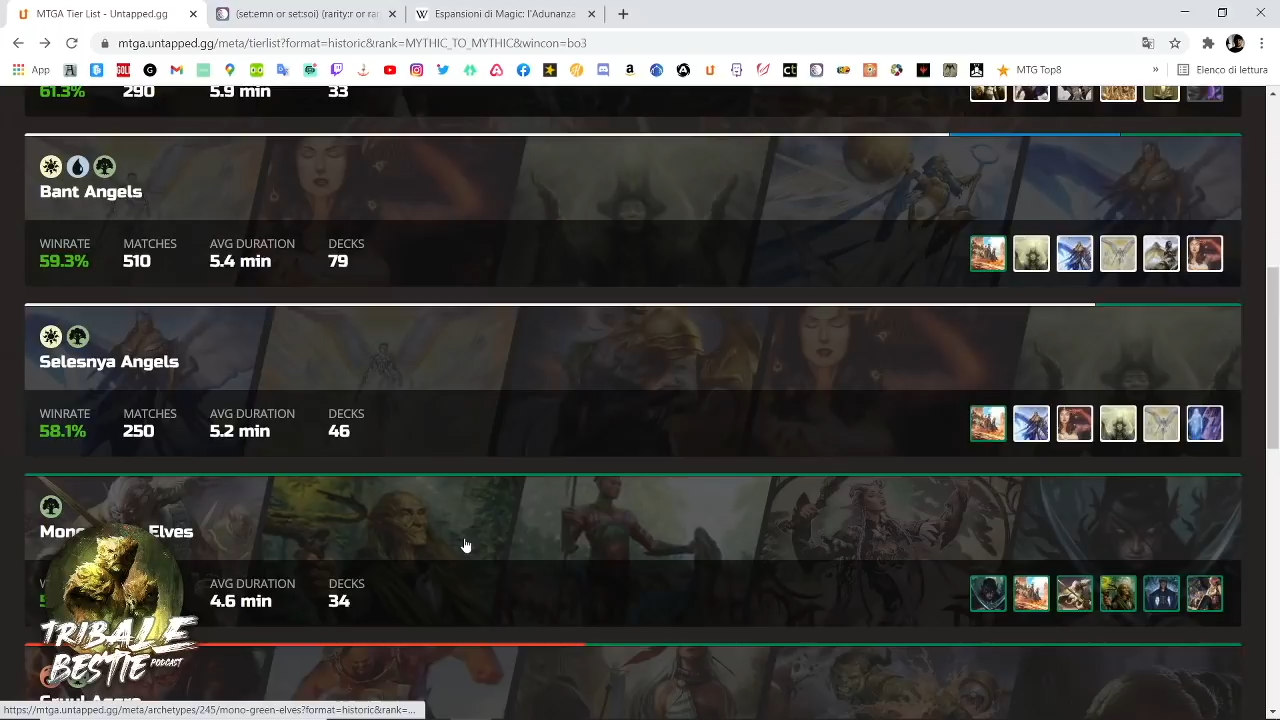 MTGA Tier List - Untapped.gg
(set:emn or set:soi) (rarity:r or rar
Espansioni di Magic: l'Adunanza
mtga.untapped.gg/meta/tierlist?format=historic&rank=MYTHIC_TO_MYTHIC&wincon=bo3
App
MTG Top8
»
Elenco di lettura
61.3% 290 5.9 min 33
Bant Angels
WINRATE MATCHES AVG DURATION DECKS
59.3% 510 5.4 min 79
Selesnya Angels
WINRATE MATCHES AVG DURATION DECKS
58.1% 250 5.2 min 46
Elves
AVG DURATION DECKS
4.6 min 34
TRIBALE
BESTIE PODCAST
https://mtga.untapped.gg/meta/archetypes/245/mono-green-elves?format=historic&rank=...